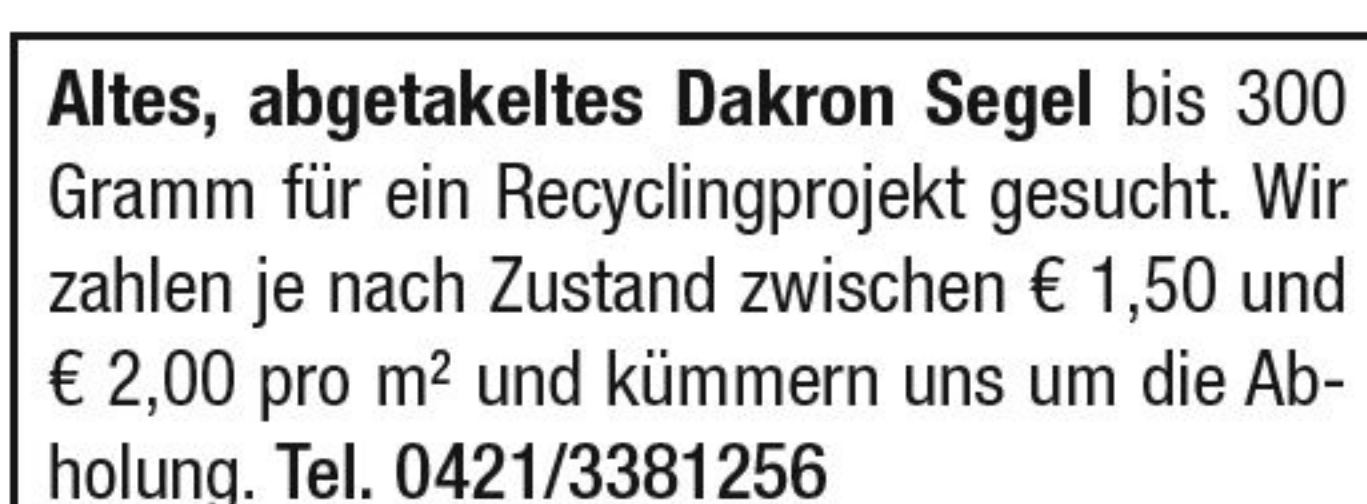 Altes, abgetakeltes Dakron Segel bis 300
Gramm für ein Recyclingprojekt gesucht. Wir
zahlen je nach Zustand zwischen € 1,50 und
€ 2,00 pro m² und kümmern uns um die Ab-
holung. Tel. 0421/3381256